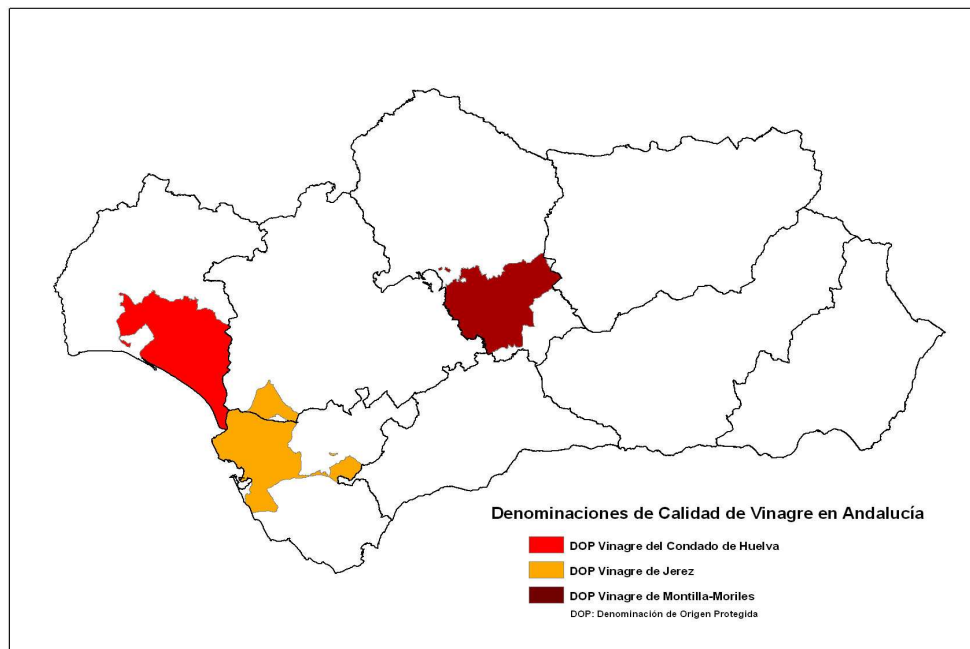 Denominaciones de Calidad de Vinagre en Andalucía
DOP Vinagre del Condado de Huelva
DOP Vinagre de Jerez
DOP Vinagre de Montilla-Moriles
DOP: Denominación de Origen Protegida